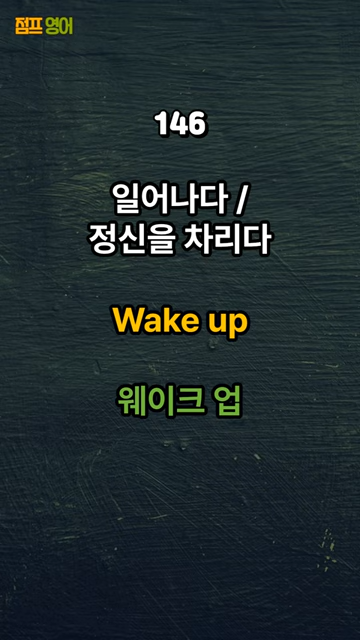 점프 영어
146
일어나다 /
정신을 차리다
Wake up
웨이크 업